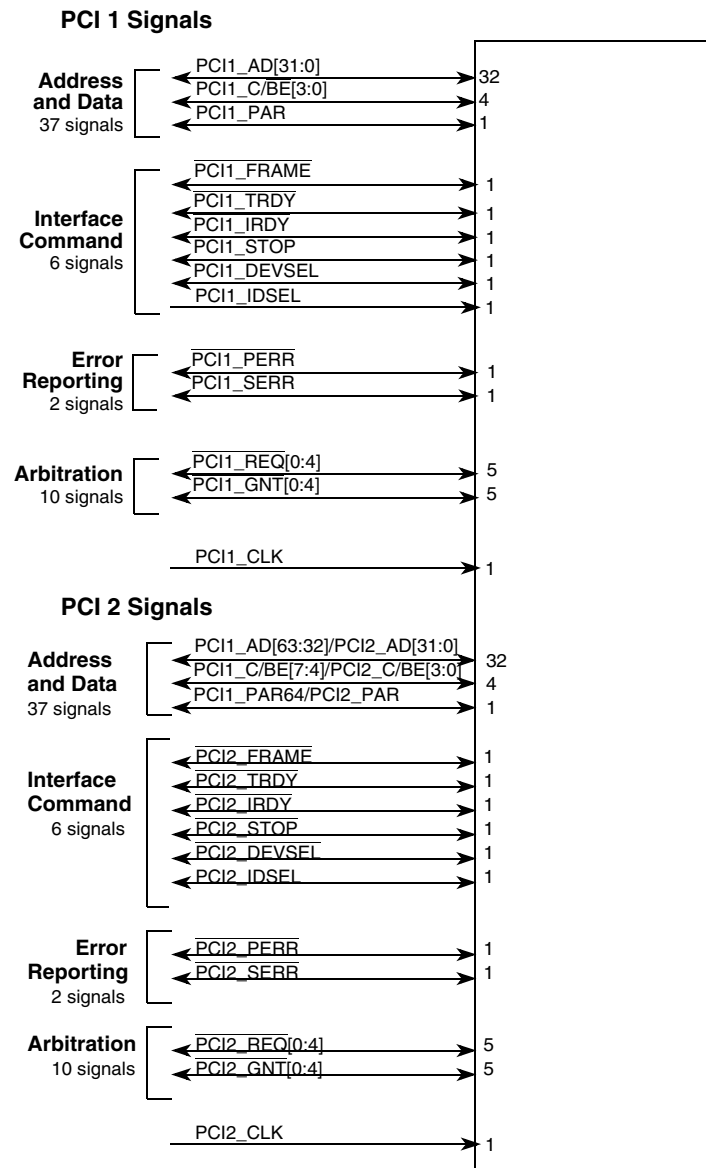 PCI 1 Signals
Address
and Data
37 signals
PCI1_AD[31:0]
32
PCI1_C/BE[3:0]
4
PCI1_PAR
1
Interface
Command
6 signals
PCI1_FRAME
1
PCI1_TRDY
1
PCI1_IRDY
1
PCI1_STOP
1
PCI1_DEVSEL
1
PCI1_IDSEL
1
Error
Reporting
2 signals
PCI1_PERR
1
PCI1_SERR
1
Arbitration
10 signals
PCI1_REQ[0:4]
5
PCI1_GNT[0:4]
5
PCI1_CLK
1
PCI 2 Signals
Address
and Data
37 signals
PCI1_AD[63:32]/PCI2_AD[31:0]
32
PCI1_C/BE[7:4]/PCI2_C/BE[3:0]
4
PCI1_PAR64/PCI2_PAR
1
Interface
Command
6 signals
PCI2_FRAME
1
PCI2_TRDY
1
PCI2_IRDY
1
PCI2_STOP
1
PCI2_DEVSEL
1
PCI2_IDSEL
1
Error
Reporting
2 signals
PCI2_PERR
1
PCI2_SERR
1
Arbitration
10 signals
PCI2_REQ[0:4]
5
PCI2_GNT[0:4]
5
PCI2_CLK
1